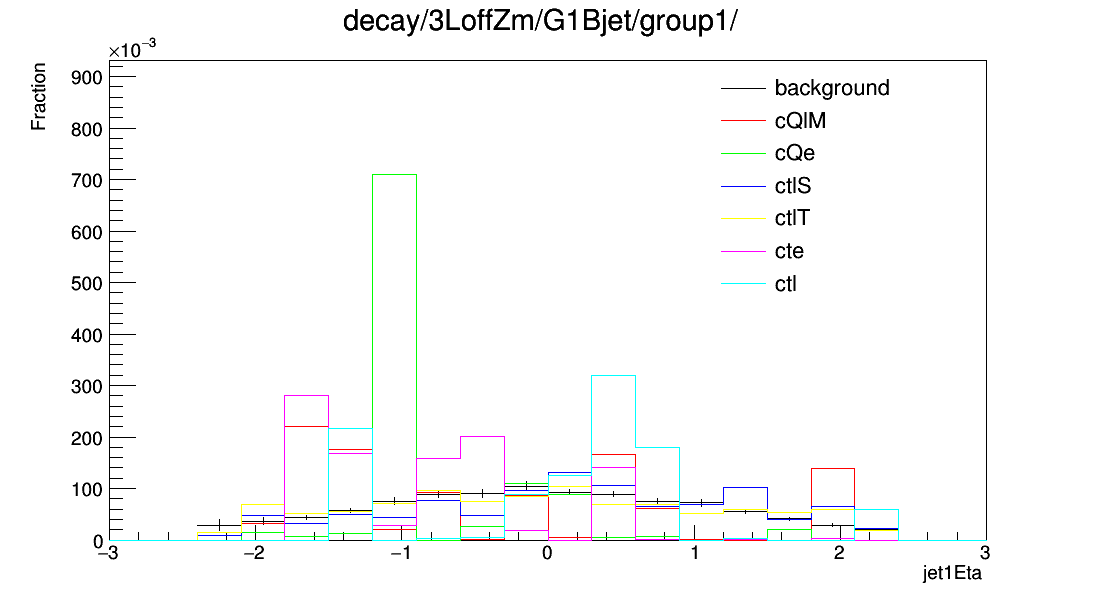 decay/3LoffZm/G1Bjet/group1/
×10⁻³
Fraction
900
800
700
600
500
400
300
200
100
0
background
cQlM
cQe
ctlS
ctlT
cte
ctl
−3 −2 −1 0 1 2 3
jet1Eta